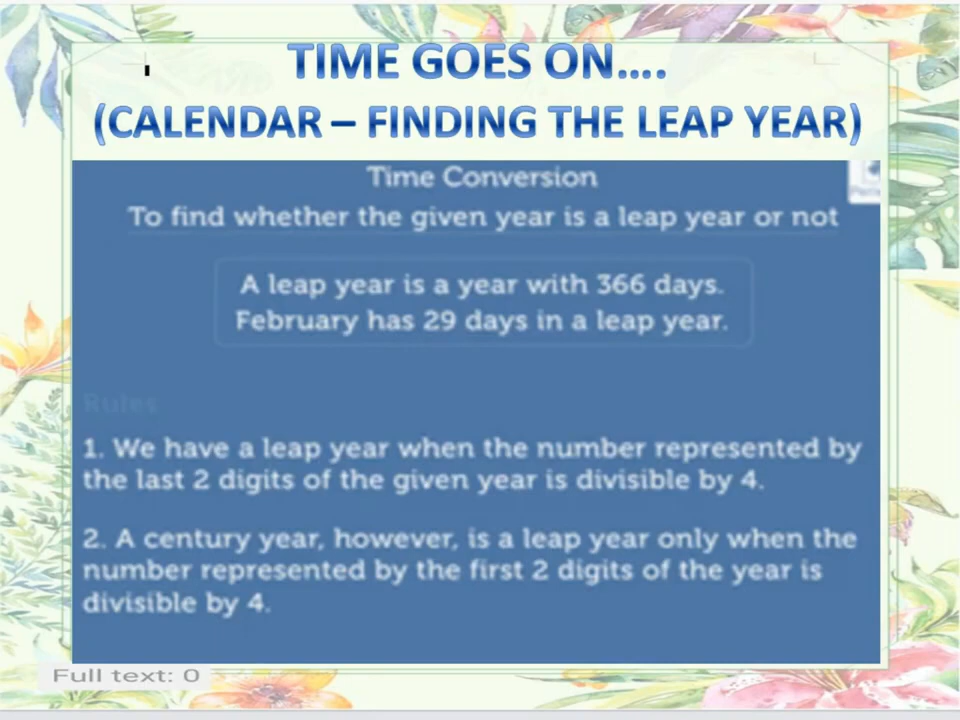 TIME GOES ON....
(CALENDAR – FINDING THE LEAP YEAR)
Time Conversion
To find whether the given year is a leap year or not
A leap year is a year with 366 days.
February has 29 days in a leap year.
Rules
1. We have a leap year when the number represented by
the last 2 digits of the given year is divisible by 4.
2. A century year, however, is a leap year only when the
number represented by the first 2 digits of the year is
divisible by 4.
Full text: 0